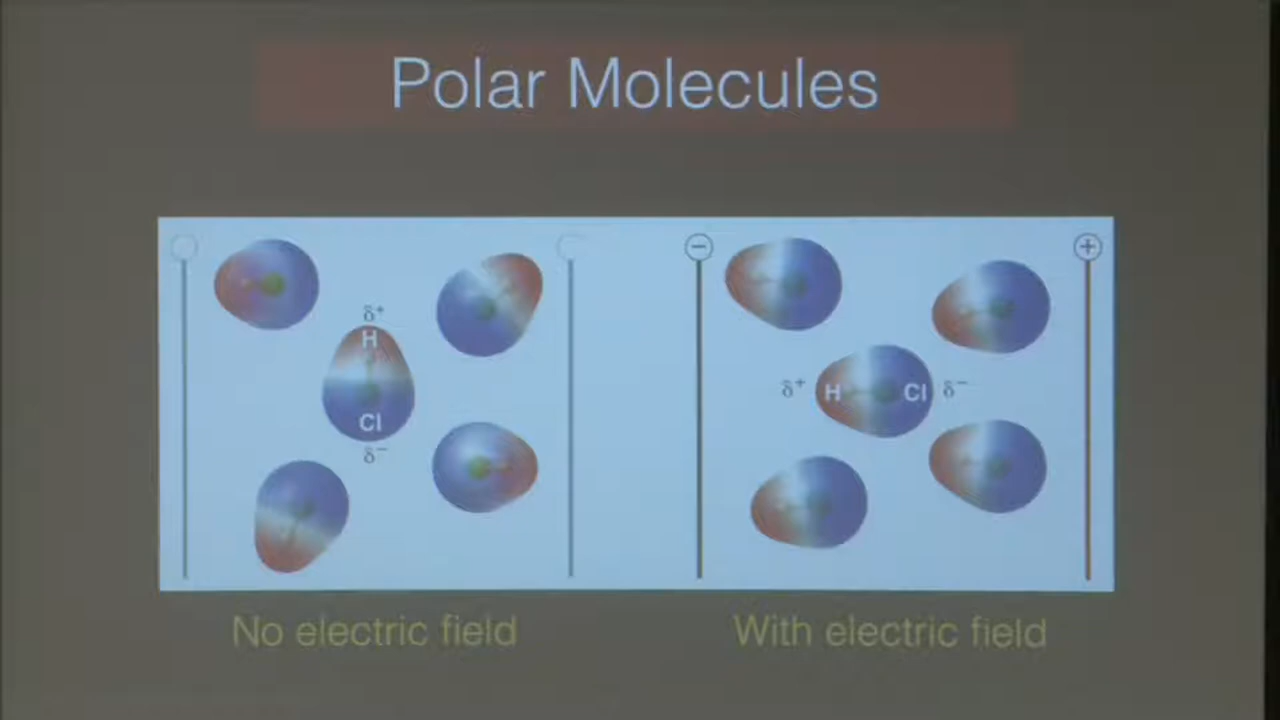 Polar Molecules
δ⁺
H
Cl
δ⁻
− +
δ⁺ H Cl δ⁻
No electric field
With electric field